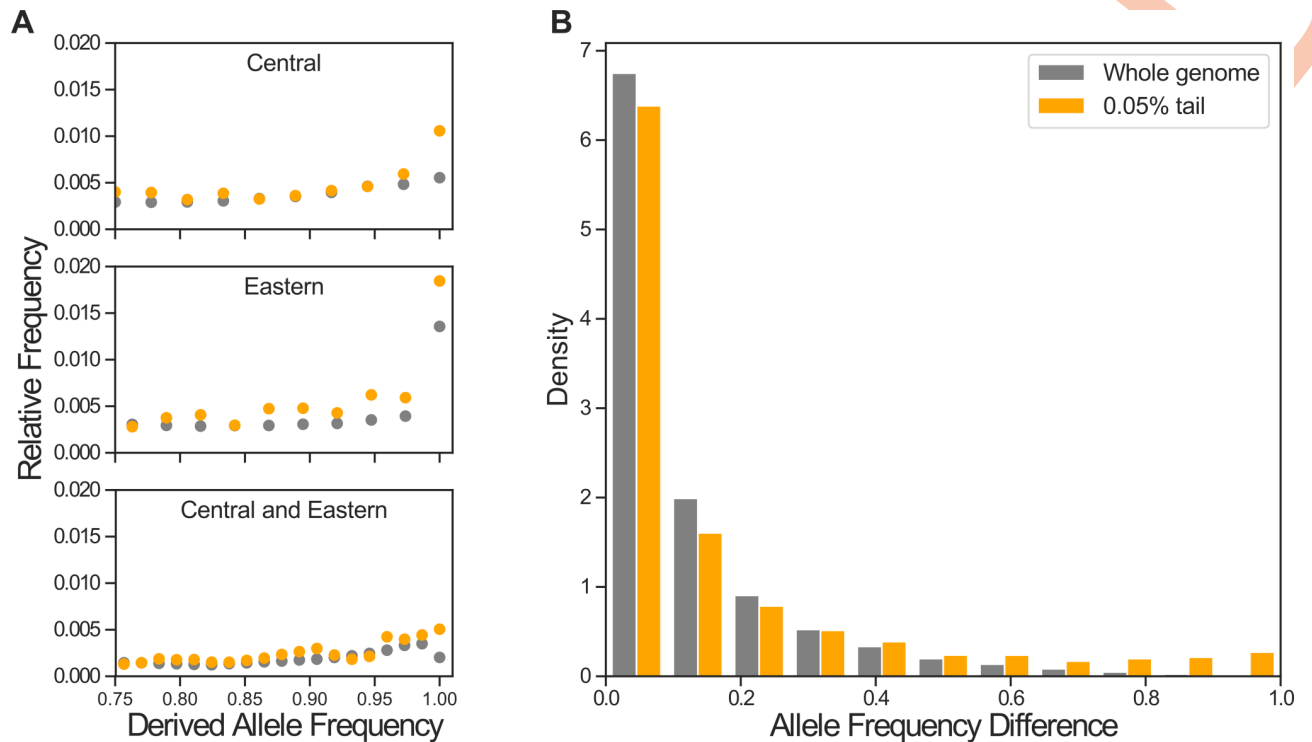 A
0.020
0.015
0.010
0.005
0.000
Central
0.020
0.015
0.010
0.005
0.000
Eastern
0.020
0.015
0.010
0.005
0.000
Central and Eastern
0.75 0.80 0.85 0.90 0.95 1.00
Relative Frequency
Derived Allele Frequency
B
7
6
5
4
3
2
1
0
Density
Whole genome
0.05% tail
0.0 0.2 0.4 0.6 0.8 1.0
Allele Frequency Difference